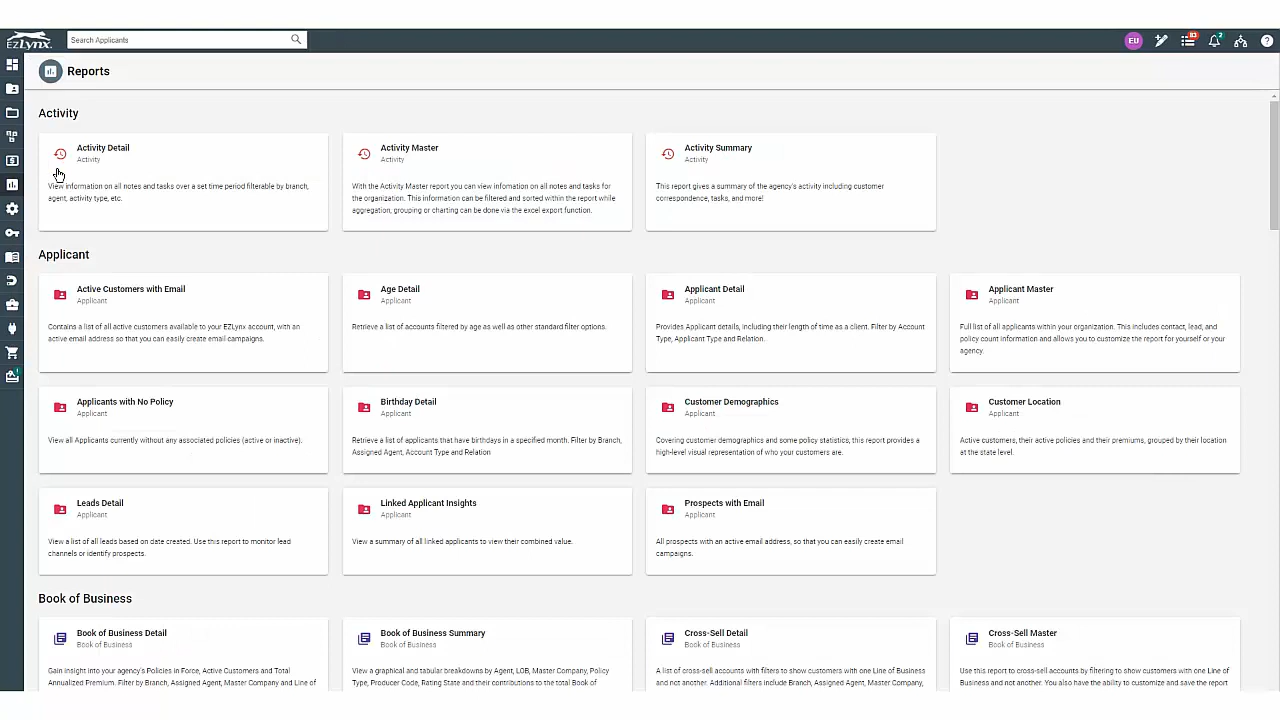 EZLynx
Search Applicants
EU
83
2
Reports
Activity
Activity Detail
Activity
View information on all notes and tasks over a set time period filterable by branch,
agent, activity type, etc.
Activity Master
Activity
With the Activity Master report you can view infomation on all notes and tasks for
the organization. This information can be filtered and sorted within the report while
aggregation, grouping or charting can be done via the excel export function.
Activity Summary
Activity
This report gives a summary of the agency's activity including customer
correspondence, tasks, and more!
Applicant
Active Customers with Email
Applicant
Contains a list of all active customers available to your EZLynx account, with an
active email address so that you can easily create email campaigns.
Age Detail
Applicant
Retrieve a list of accounts filtered by age as well as other standard filter options.
Applicant Detail
Applicant
Provides Applicant details, including their length of time as a client. Filter by Account
Type, Applicant Type and Relation.
Applicant Master
Applicant
Full list of all applicants within your organization. This includes contact, lead, and
policy count information and allows you to customize the report for yourself or your
agency.
Applicants with No Policy
Applicant
View all Applicants currently without any associated policies (active or inactive).
Birthday Detail
Applicant
Retrieve a list of applicants that have birthdays in a specified month. Filter by Branch,
Assigned Agent, Account Type and Relation
Customer Demographics
Applicant
Covering customer demographics and some policy statistics, this report provides a
high-level visual representation of who your customers are.
Customer Location
Applicant
Active customers, their active policies and their premiums, grouped by their location
at the state level.
Leads Detail
Applicant
View a list of all leads based on date created. Use this report to monitor lead
channels or identify prospects.
Linked Applicant Insights
Applicant
View a summary of all linked applicants to view their combined value.
Prospects with Email
Applicant
All prospects with an active email address, so that you can easily create email
campaigns.
Book of Business
Book of Business Detail
Book of Business
Gain insight into your agency's Policies in Force, Active Customers and Total
Annualized Premium. Filter by Branch, Assigned Agent, Master Company and Line of
Book of Business Summary
Book of Business
View a graphical and tabular breakdowns by Agent, LOB, Master Company, Policy
Type, Producer Code, Rating State and their contributions to the total Book of
Cross-Sell Detail
Book of Business
A list of cross-sell accounts with filters to show customers with one Line of Business
and not another. Additional filters include Branch, Assigned Agent, Master Company,
Cross-Sell Master
Book of Business
Use this report to cross-sell accounts by filtering to show customers with one Line of
Business and not another. You also have the ability to customize and save the report